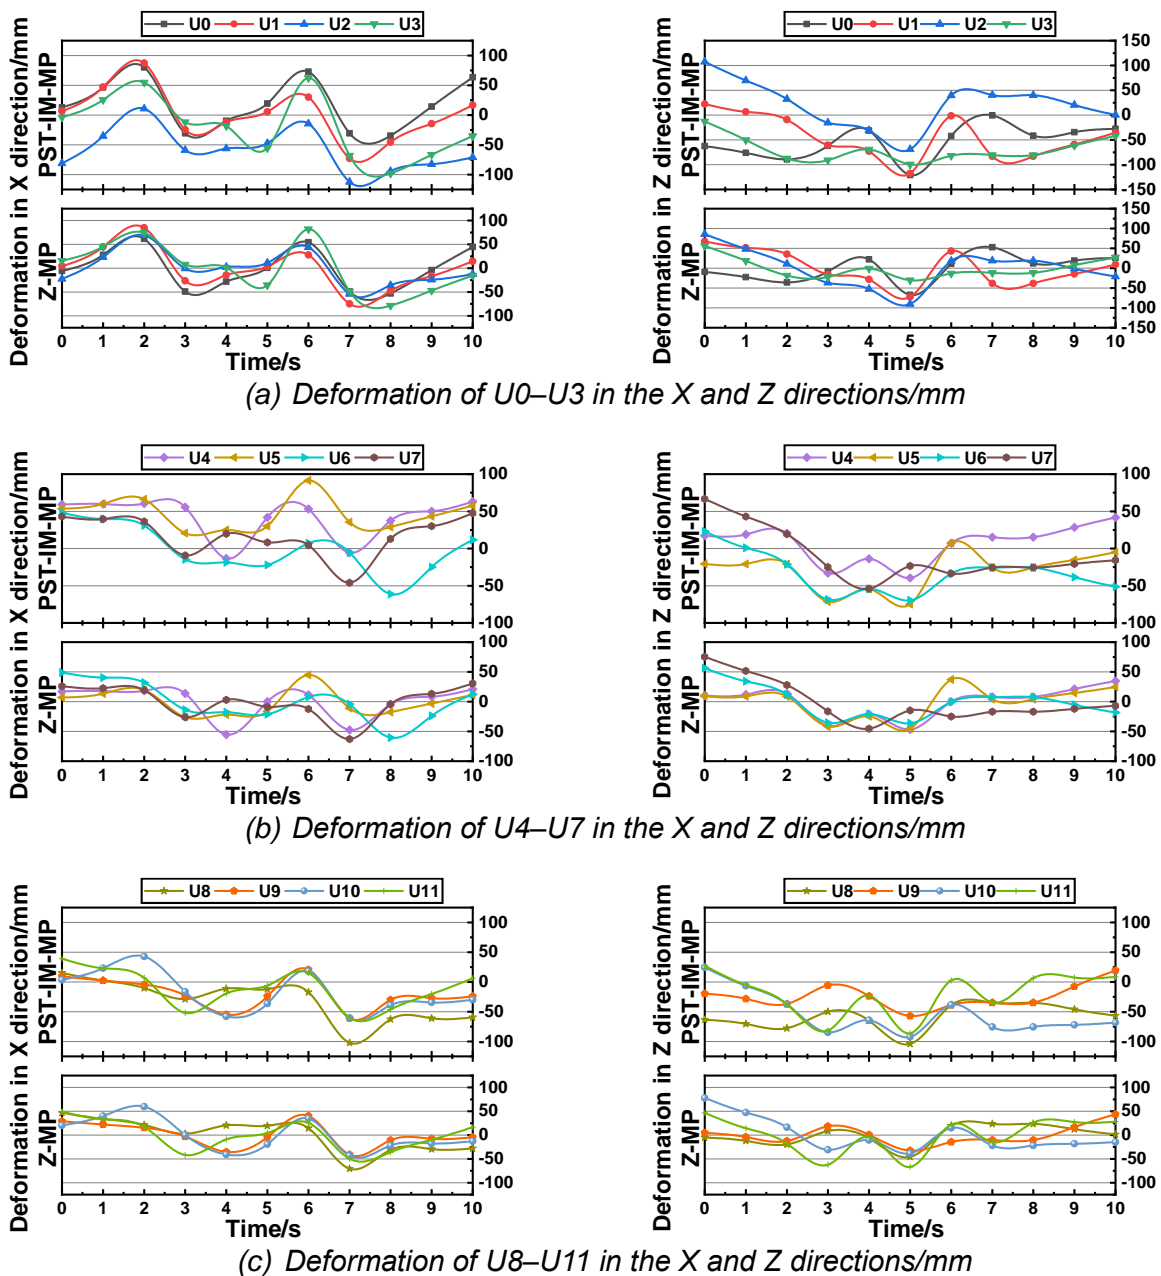 U0 U1 U2 U3
Deformation in X direction/mm
PST-IM-MP
100
50
0
-50
-100
Z-MP
100
50
0
-50
-100
0 1 2 3 4 5 6 7 8 9 10
Time/s
U0 U1 U2 U3
Deformation in Z direction/mm
PST-IM-MP
150
100
50
0
-50
-100
-150
Z-MP
150
100
50
0
-50
-100
-150
0 1 2 3 4 5 6 7 8 9 10
Time/s
(a) Deformation of U0–U3 in the X and Z directions/mm
U4 U5 U6 U7
Deformation in X direction/mm
PST-IM-MP
100
50
0
-50
-100
Z-MP
100
50
0
-50
-100
0 1 2 3 4 5 6 7 8 9 10
Time/s
U4 U5 U6 U7
Deformation in Z direction/mm
PST-IM-MP
100
50
0
-50
-100
Z-MP
100
50
0
-50
-100
0 1 2 3 4 5 6 7 8 9 10
Time/s
(b) Deformation of U4–U7 in the X and Z directions/mm
U8 U9 U10 U11
Deformation in X direction/mm
PST-IM-MP
100
50
0
-50
-100
Z-MP
100
50
0
-50
-100
0 1 2 3 4 5 6 7 8 9 10
Time/s
U8 U9 U10 U11
Deformation in Z direction/mm
PST-IM-MP
100
50
0
-50
-100
Z-MP
100
50
0
-50
-100
0 1 2 3 4 5 6 7 8 9 10
Time/s
(c) Deformation of U8–U11 in the X and Z directions/mm